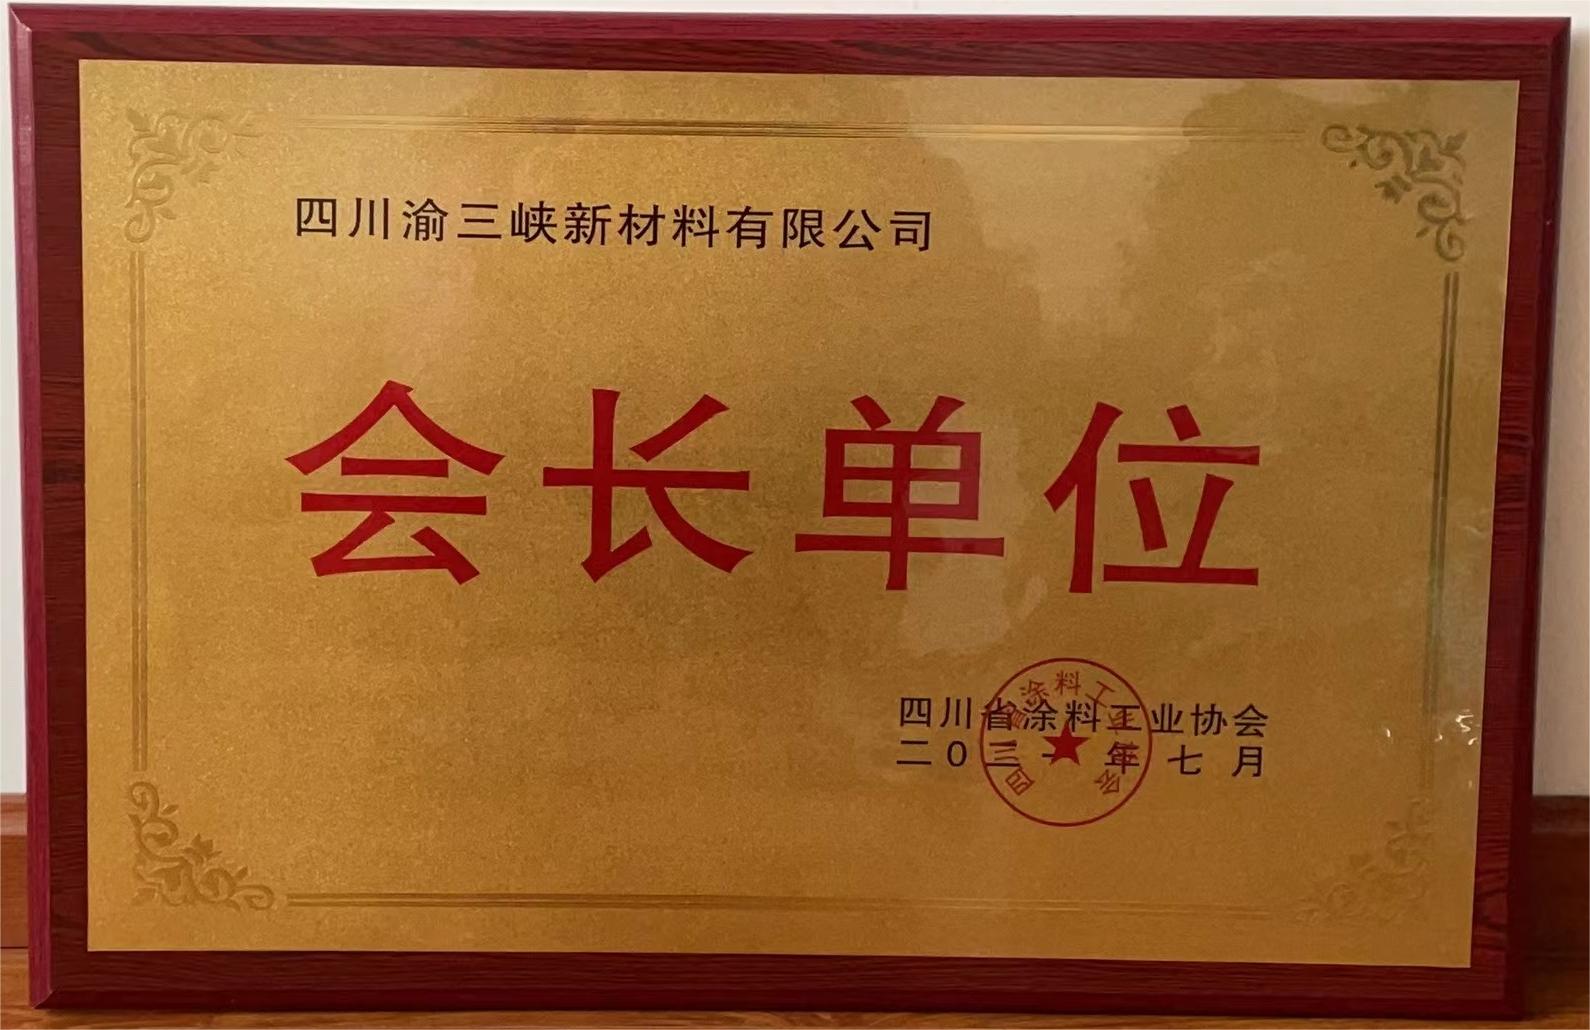 四川渝三峡新材料有限公司
会长单位
四川省涂料工业协会
二0二一年七月